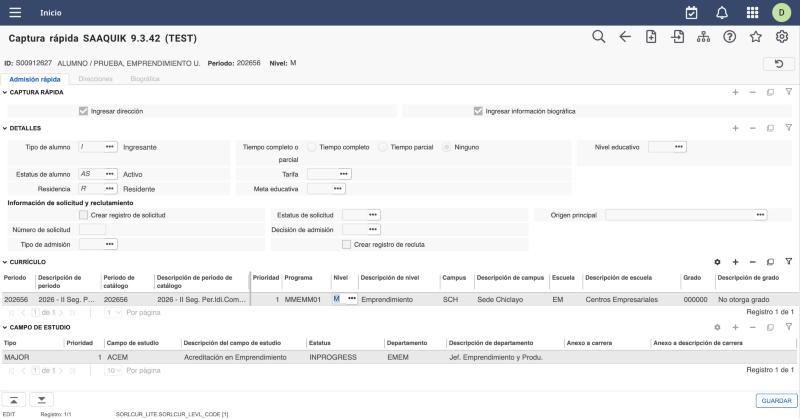 Inicio
D
Captura rápida SAAQUIK 9.3.42 (TEST)
ID: S00912627 ALUMNO / PRUEBA, EMPRENDIMIENTO U. Periodo: 202656 Nivel: M
Admisión rápida Direcciones Biográfica
CAPTURA RÁPIDA
Ingresar dirección Ingresar información biográfica
DETALLES
Tipo de alumno I Ingresante Tiempo completo o parcial Tiempo completo Tiempo parcial Ninguno Nivel educativo
Estatus de alumno AS Activo Tarifa
Residencia R Residente Meta educativa
Información de solicitud y reclutamiento
Crear registro de solicitud Estatus de solicitud Origen principal
Número de solicitud Decisión de admisión
Tipo de admisión Crear registro de recluta
CURRÍCULO
Periodo Descripción de periodo Periodo de catálogo Descripción de periodo de catálogo Prioridad Programa Nivel Descripción de nivel Campus Descripción de campus Escuela Descripción de escuela Grado Descripción de grado
202656 2026 - II Seg. P... 202656 2026 - II Seg. Per.Idi.Com... 1 MMEMM01 M Emprendimiento SCH Sede Chiclayo EM Centros Empresariales 000000 No otorga grado
1 de 1 1 Por página Registro 1 de 1
CAMPO DE ESTUDIO
Tipo Prioridad Campo de estudio Descripción del campo de estudio Estatus Departamento Descripción de departamento Anexo a carrera Anexo a descripción de carrera
MAJOR 1 ACEM Acreditación en Emprendimiento INPROGRESS EMEM Jef. Emprendimiento y Produ.
1 de 1 10 Por página Registro 1 de 1
GUARDAR
EDIT Registro: 1/1 SORLCUR_LITE.SORLCUR_LEVL_CODE [1]